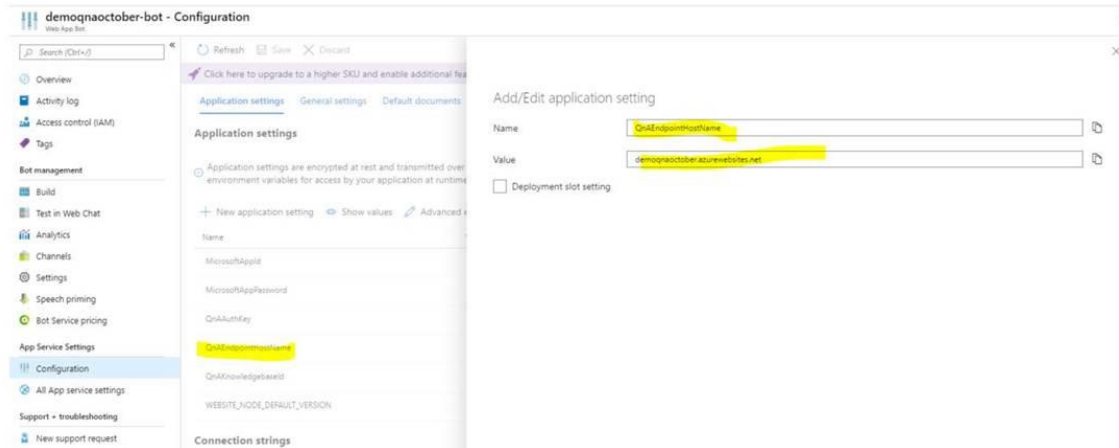 demoqnaoctober-bot - Configuration
Web App Bot
Search (Ctrl+/)
«
Refresh Save Discard
Click here to upgrade to a higher SKU and enable additional fea
Overview
Activity log
Access control (IAM)
Tags
Bot management
Build
Test in Web Chat
Analytics
Channels
Settings
Speech priming
Bot Service pricing
App Service Settings
Configuration
All App service settings
Support + troubleshooting
New support request
Application settings General settings Default documents
Application settings
Application settings are encrypted at rest and transmitted over
environment variables for access by your application at runtime
New application setting Show values Advanced e
Name
MicrosoftAppId
MicrosoftAppPassword
QnAAuthKey
QnAEndpointHostName
QnAKnowledgebaseId
WEBSITE_NODE_DEFAULT_VERSION
Connection strings
Add/Edit application setting
Name QnAEndpointHostName
Value demoqnaoctober.azurewebsites.net
Deployment slot setting